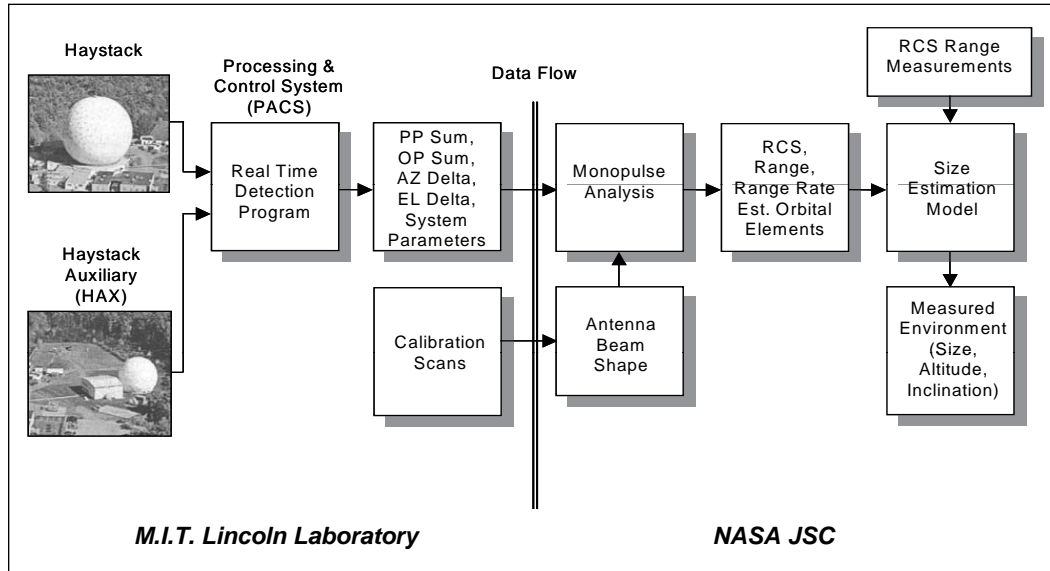 Haystack
Processing &
Control System
(PACS)
Data Flow
RCS Range
Measurements
Real Time
Detection
Program
PP Sum,
OP Sum,
AZ Delta,
EL Delta,
System
Parameters
Monopulse
Analysis
RCS,
Range,
Range Rate
Est. Orbital
Elements
Size
Estimation
Model
Haystack
Auxiliary
(HAX)
Calibration
Scans
Antenna
Beam
Shape
Measured
Environment
(Size,
Altitude,
Inclination)
M.I.T. Lincoln Laboratory
NASA JSC